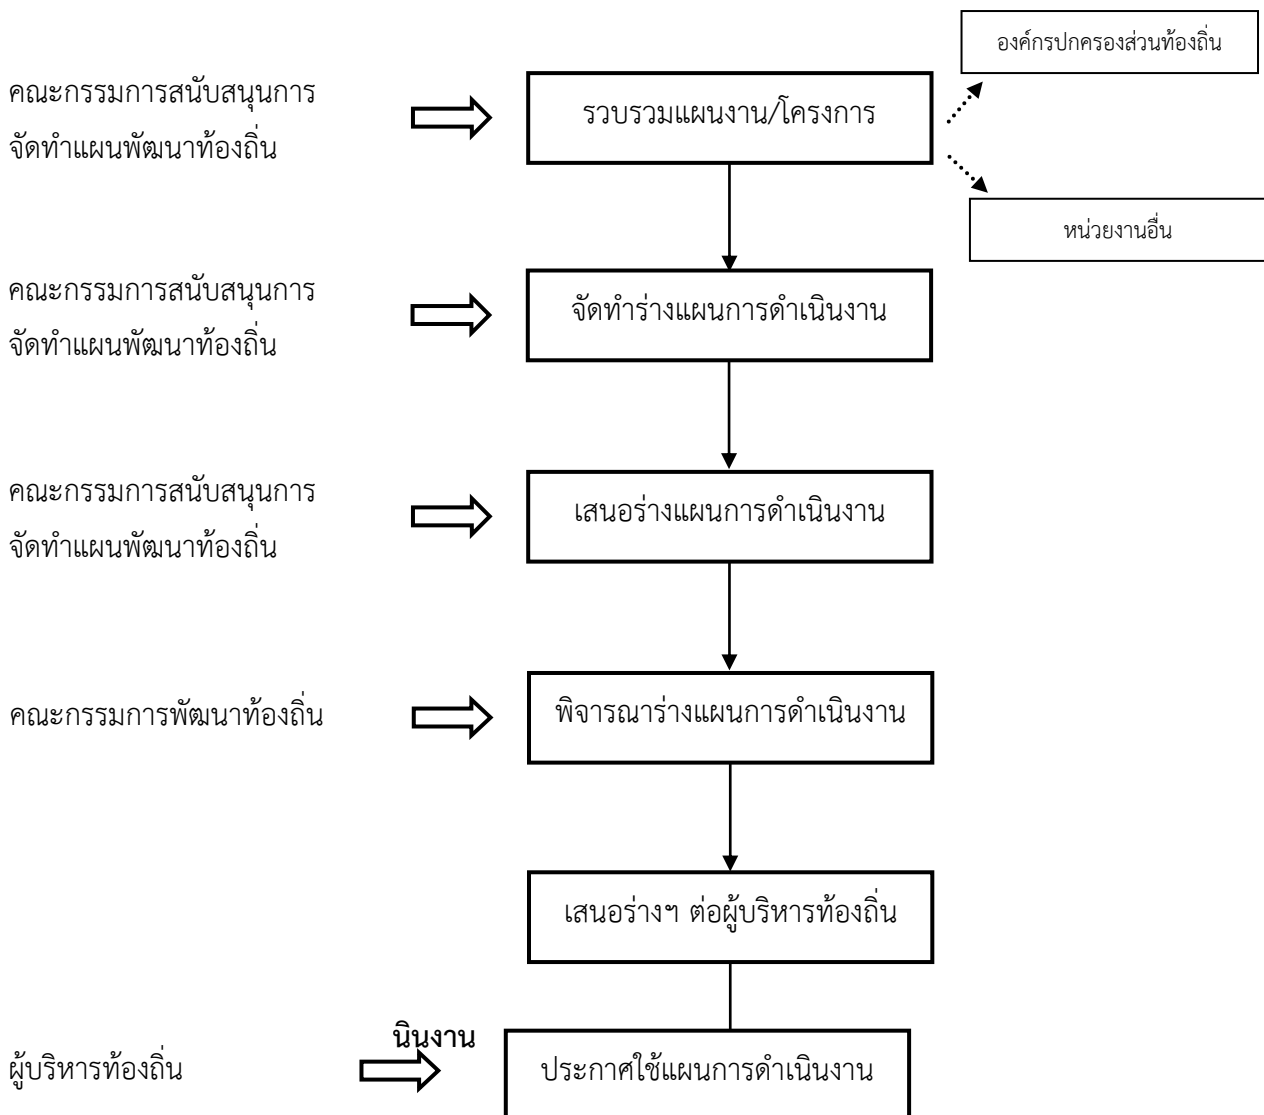 องค์กรปกครองส่วนท้องถิ่น
คณะกรรมการสนับสนุนการ
จัดทำแผนพัฒนาท้องถิ่น
รวบรวมแผนงาน/โครงการ
หน่วยงานอื่น
คณะกรรมการสนับสนุนการ
จัดทำแผนพัฒนาท้องถิ่น
จัดทำร่างแผนการดำเนินงาน
คณะกรรมการสนับสนุนการ
จัดทำแผนพัฒนาท้องถิ่น
เสนอร่างแผนการดำเนินงาน
คณะกรรมการพัฒนาท้องถิ่น
พิจารณาร่างแผนการดำเนินงาน
เสนอร่างฯ ต่อผู้บริหารท้องถิ่น
นินงาน
ผู้บริหารท้องถิ่น
ประกาศใช้แผนการดำเนินงาน